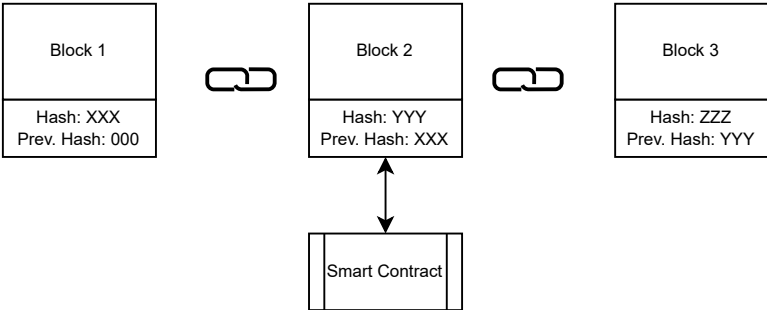 Block 1
Hash: XXX
Prev. Hash: 000
Block 2
Hash: YYY
Prev. Hash: XXX
Block 3
Hash: ZZZ
Prev. Hash: YYY
Smart Contract